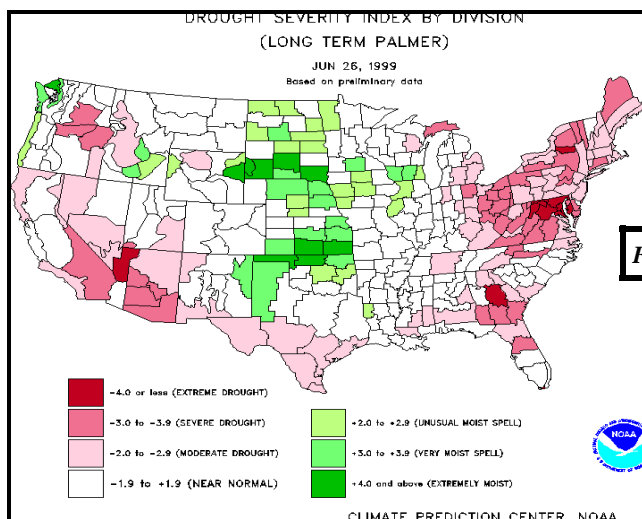 DROUGHT SEVERITY INDEX BY DIVISION
(LONG TERM PALMER)
JUN 26, 1999
Based on preliminary data
-4.0 or less (EXTREME DROUGHT)
-3.0 to -3.9 (SEVERE DROUGHT)
-2.0 to -2.9 (MODERATE DROUGHT)
-1.9 to +1.9 (NEAR NORMAL)
+2.0 to +2.9 (UNUSUAL MOIST SPELL)
+3.0 to +3.9 (VERY MOIST SPELL)
+4.0 and above (EXTREMELY MOIST)
NOAA
CLIMATE PREDICTION CENTER, NOAA